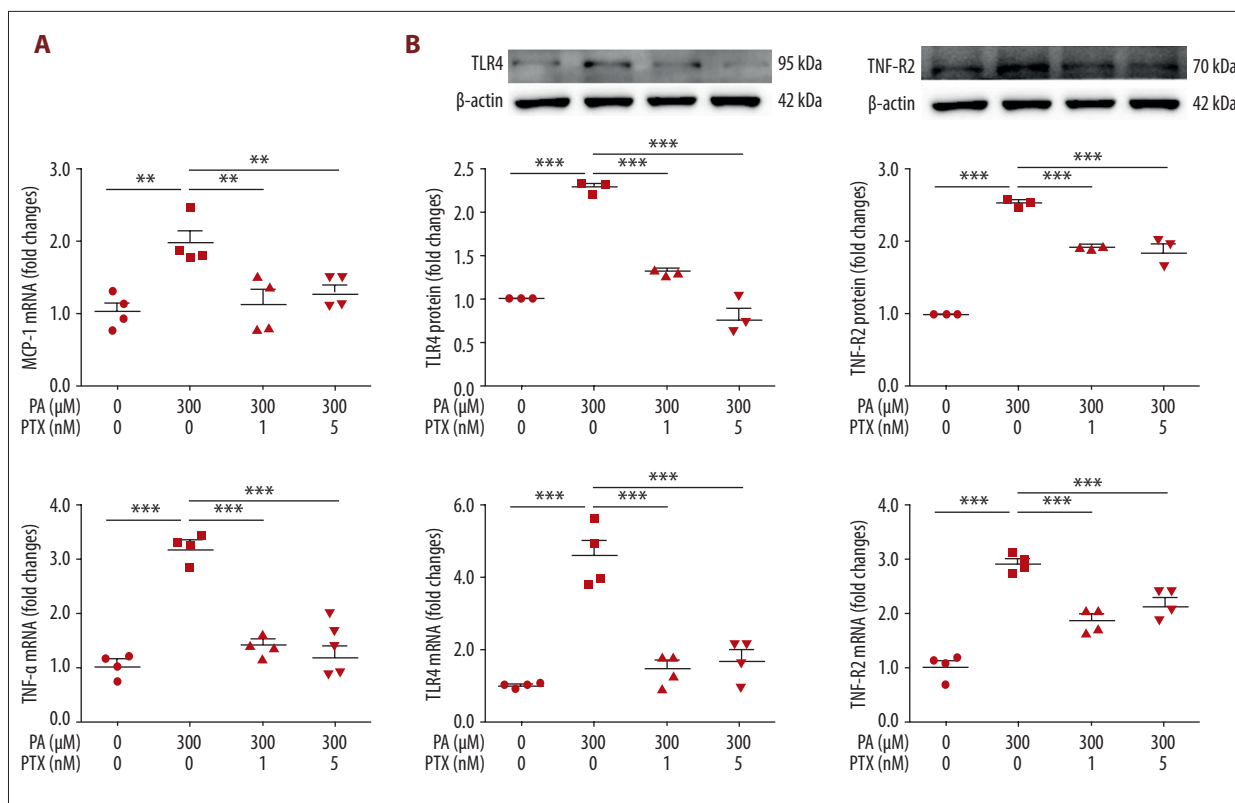 A
B
TLR4
95 kDa
β-actin
42 kDa
TNF-R2
70 kDa
β-actin
42 kDa
MCP-1 mRNA (fold changes)
3.0
2.0
1.0
0.0
** ** **
PA (μM) 0 300 300 300
PTX (nM) 0 0 1 5
TLR4 protein (fold changes)
2.5
2.0
1.5
1.0
0.5
0.0
*** *** ***
PA (μM) 0 300 300 300
PTX (nM) 0 0 1 5
TNF-R2 protein (fold changes)
3.0
2.0
1.0
0.0
*** *** ***
PA (μM) 0 300 300 300
PTX (nM) 0 0 1 5
TNF-α mRNA (fold changes)
4.0
3.0
2.0
1.0
0.0
*** *** ***
PA (μM) 0 300 300 300
PTX (nM) 0 0 1 5
TLR4 mRNA (fold changes)
6.0
4.0
2.0
0.0
*** *** ***
PA (μM) 0 300 300 300
PTX (nM) 0 0 1 5
TNF-R2 mRNA (fold changes)
4.0
3.0
2.0
1.0
0.0
*** *** ***
PA (μM) 0 300 300 300
PTX (nM) 0 0 1 5